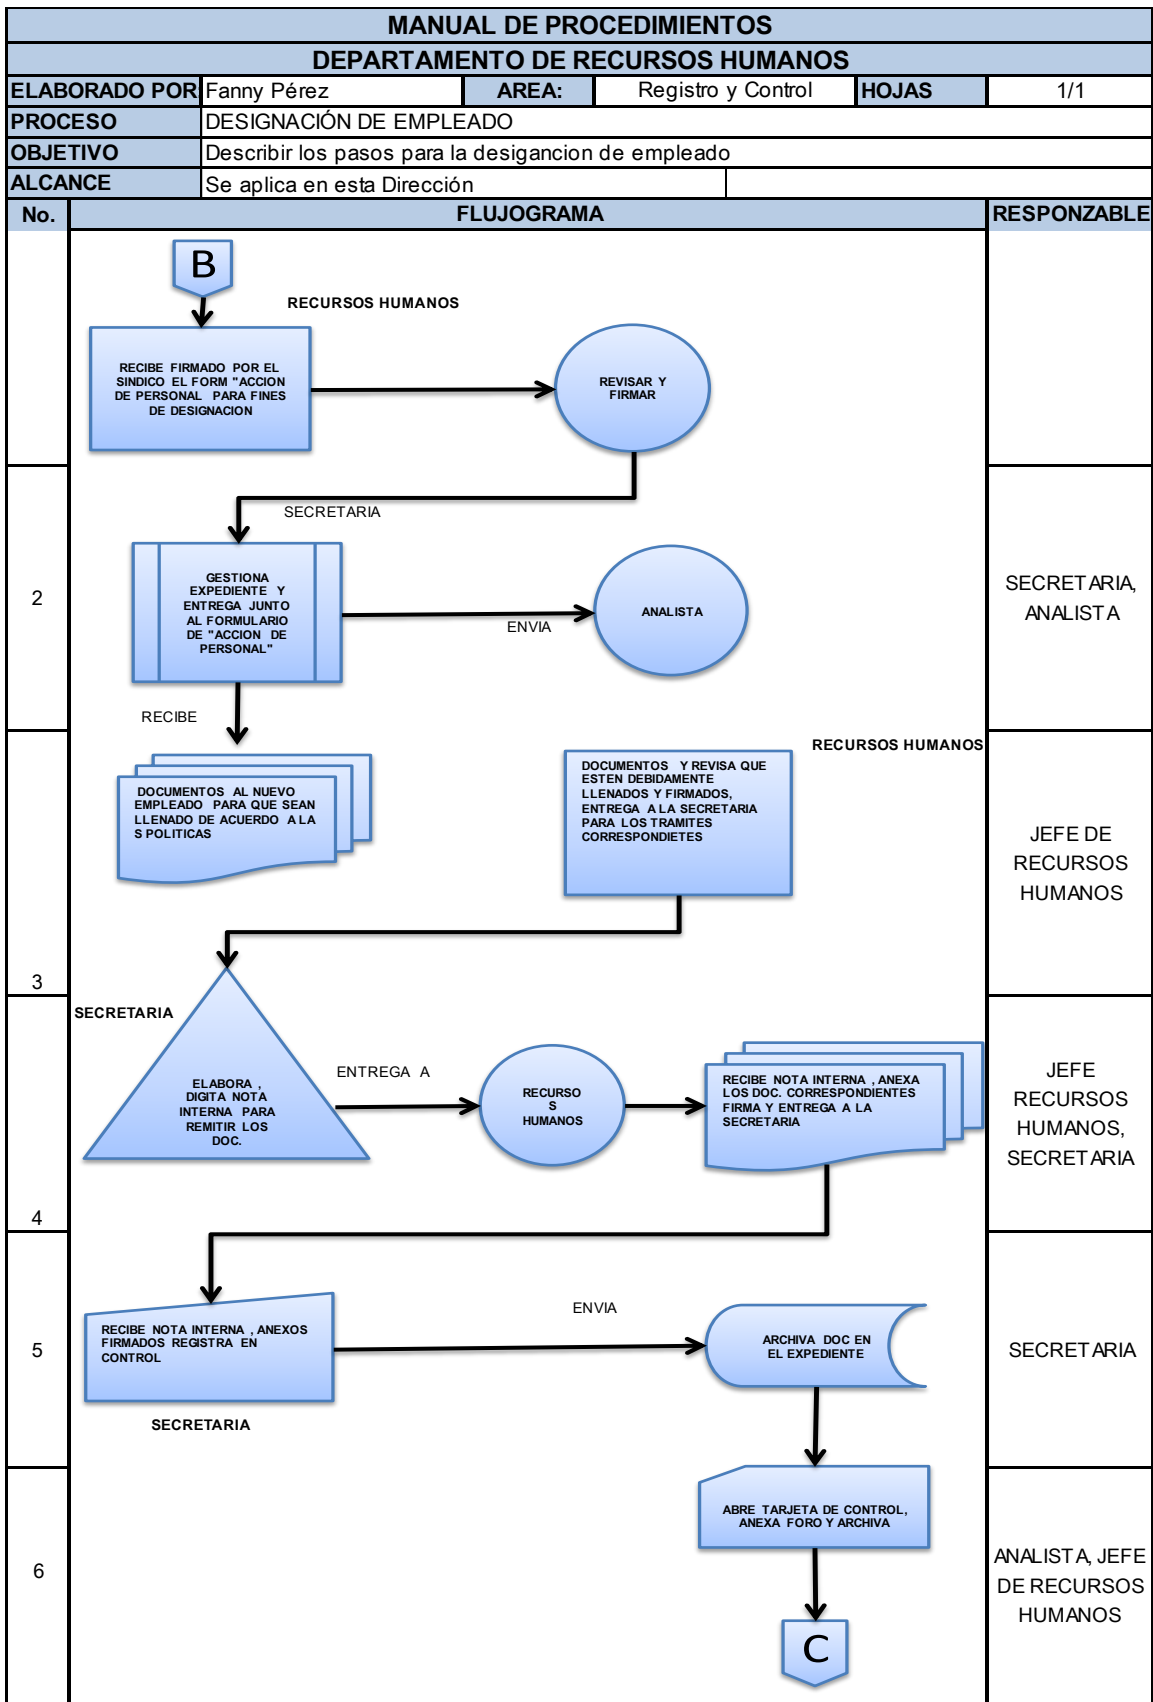 MANUAL DE PROCEDIMIENTOS
DEPARTAMENTO DE RECURSOS HUMANOS
ELABORADO POR: Fanny Pérez AREA: Registro y Control HOJAS 1/1
PROCESO DESIGNACIÓN DE EMPLEADO
OBJETIVO Describir los pasos para la desigancion de empleado
ALCANCE Se aplica en esta Dirección
No. FLUJOGRAMA RESPONZABLE
B
RECURSOS HUMANOS
RECIBE FIRMADO POR EL
SINDICO EL FORM "ACCION
DE PERSONAL PARA FINES
DE DESIGNACION
REVISAR Y
FIRMAR
SECRETARIA
2
GESTIONA
EXPEDIENTE Y
ENTREGA JUNTO
AL FORMULARIO
DE "ACCION DE
PERSONAL"
ENVIA
ANALISTA
SECRETARIA,
ANALISTA
RECIBE
RECURSOS HUMANOS
DOCUMENTOS AL NUEVO
EMPLEADO PARA QUE SEAN
LLENADO DE ACUERDO A LA
S POLITICAS
DOCUMENTOS Y REVISA QUE
ESTEN DEBIDAMENTE
LLENADOS Y FIRMADOS,
ENTREGA A LA SECRETARIA
PARA LOS TRAMITES
CORRESPONDIETES
JEFE DE
RECURSOS
HUMANOS
3
SECRETARIA
ELABORA ,
DIGITA NOTA
INTERNA PARA
REMITIR LOS
DOC.
ENTREGA A
RECURSO
S
HUMANOS
RECIBE NOTA INTERNA , ANEXA
LOS DOC. CORRESPONDIENTES
FIRMA Y ENTREGA A LA
SECRETARIA
JEFE
RECURSOS
HUMANOS,
SECRETARIA
4
5
RECIBE NOTA INTERNA , ANEXOS
FIRMADOS REGISTRA EN
CONTROL
SECRETARIA
ENVIA
ARCHIVA DOC EN
EL EXPEDIENTE
SECRETARIA
6
ABRE TARJETA DE CONTROL,
ANEXA FORO Y ARCHIVA
ANALISTA, JEFE
DE RECURSOS
HUMANOS
C